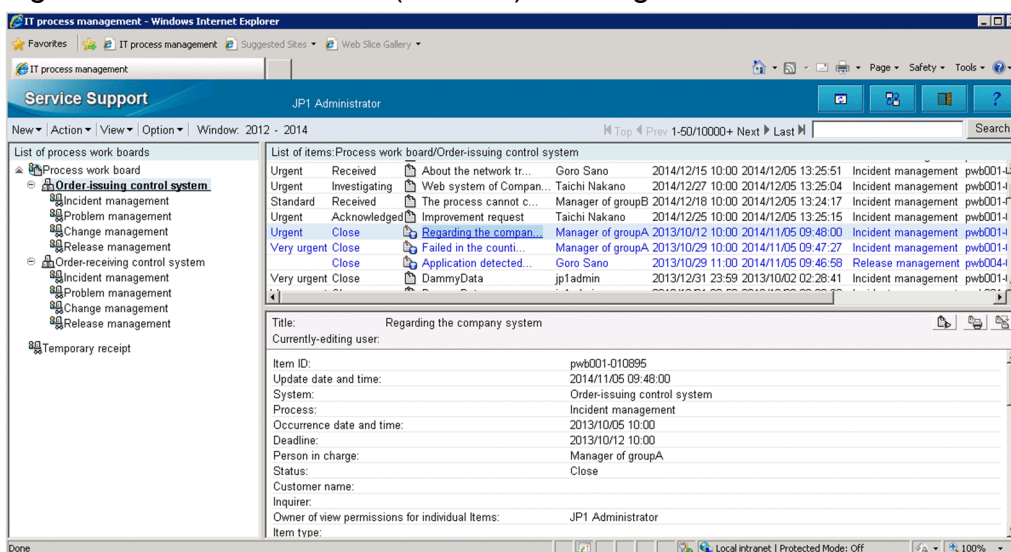 IT process management - Windows Internet Explorer
Favorites IT process management Suggested Sites Web Slice Gallery
IT process management Page Safety Tools
Service Support JP1 Administrator ?
New Action View Option Window: 2012 - 2014 Top Prev 1-50/10000+ Next Last Search
List of process work boards
Process work board
Order-issuing control system
Incident management
Problem management
Change management
Release management
Order-receiving control system
Incident management
Problem management
Change management
Release management
Temporary receipt
List of items:Process work board/Order-issuing control system
Urgent Received About the network tr... Goro Sano 2014/12/15 10:00 2014/12/05 13:25:51 Incident management pwb001-
Urgent Investigating Web system of Compan... Taichi Nakano 2014/12/27 10:00 2014/12/05 13:25:04 Incident management pwb001-
Standard Received The process cannot c... Manager of groupB 2014/12/18 10:00 2014/12/05 13:24:17 Incident management pwb001-
Urgent Acknowledged Improvement request Taichi Nakano 2014/12/25 10:00 2014/12/05 13:25:15 Incident management pwb001-
Urgent Close Regarding the compan... Manager of groupA 2013/10/12 10:00 2014/11/05 09:48:00 Incident management pwb001-
Very urgent Close Failed in the counti... Manager of groupA 2013/10/29 10:00 2014/11/05 09:47:27 Incident management pwb001-
Close Application detected... Goro Sano 2013/10/29 11:00 2014/11/05 09:46:58 Release management pwb004-
Very urgent Close DammyData jp1admin 2013/12/31 23:59 2013/10/02 02:28:41 Incident management pwb001-
Title: Regarding the company system
Currently-editing user:
Item ID: pwb001-010895
Update date and time: 2014/11/05 09:48:00
System: Order-issuing control system
Process: Incident management
Occurrence date and time: 2013/10/05 10:00
Deadline: 2013/10/12 10:00
Person in charge: Manager of groupA
Status: Close
Customer name:
Inquirer:
Owner of view permissions for individual Items: JP1 Administrator
Item type:
Done Local intranet | Protected Mode: Off 100%